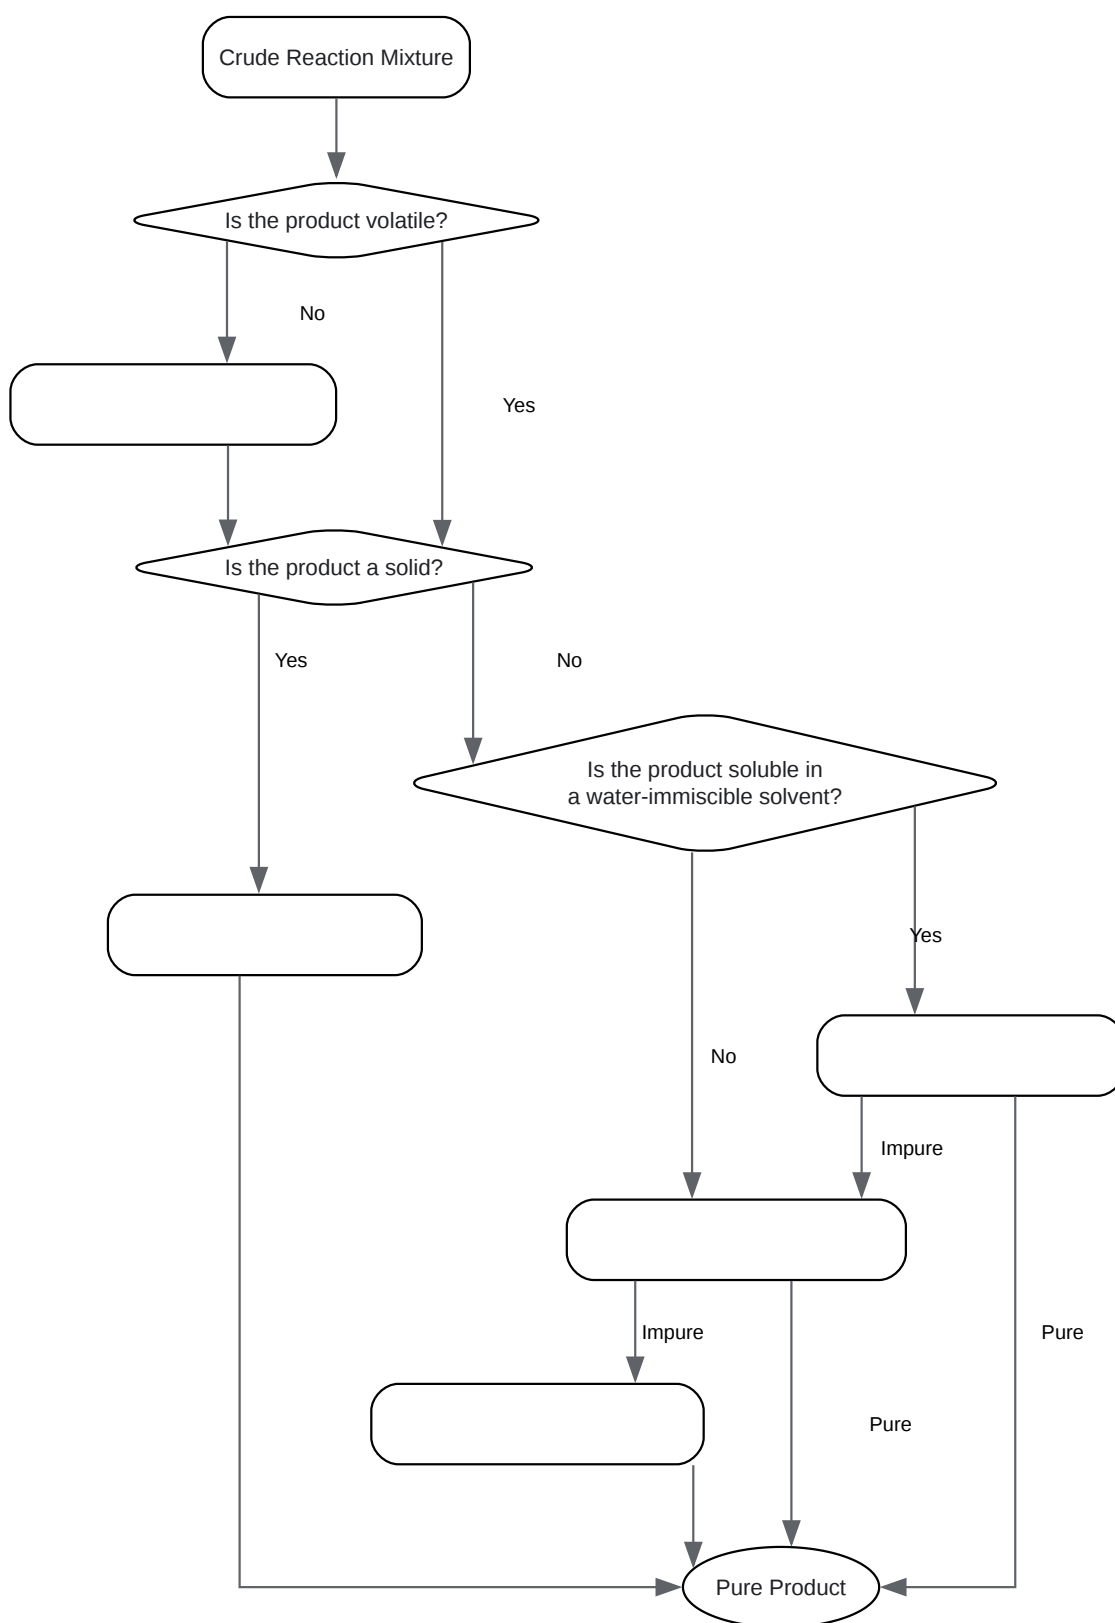 Crude Reaction Mixture
Is the product volatile?
No
Yes
Is the product a solid?
Yes
No
Is the product soluble in
a water-immiscible solvent?
Yes
No
Impure
Impure
Pure
Pure
Pure Product